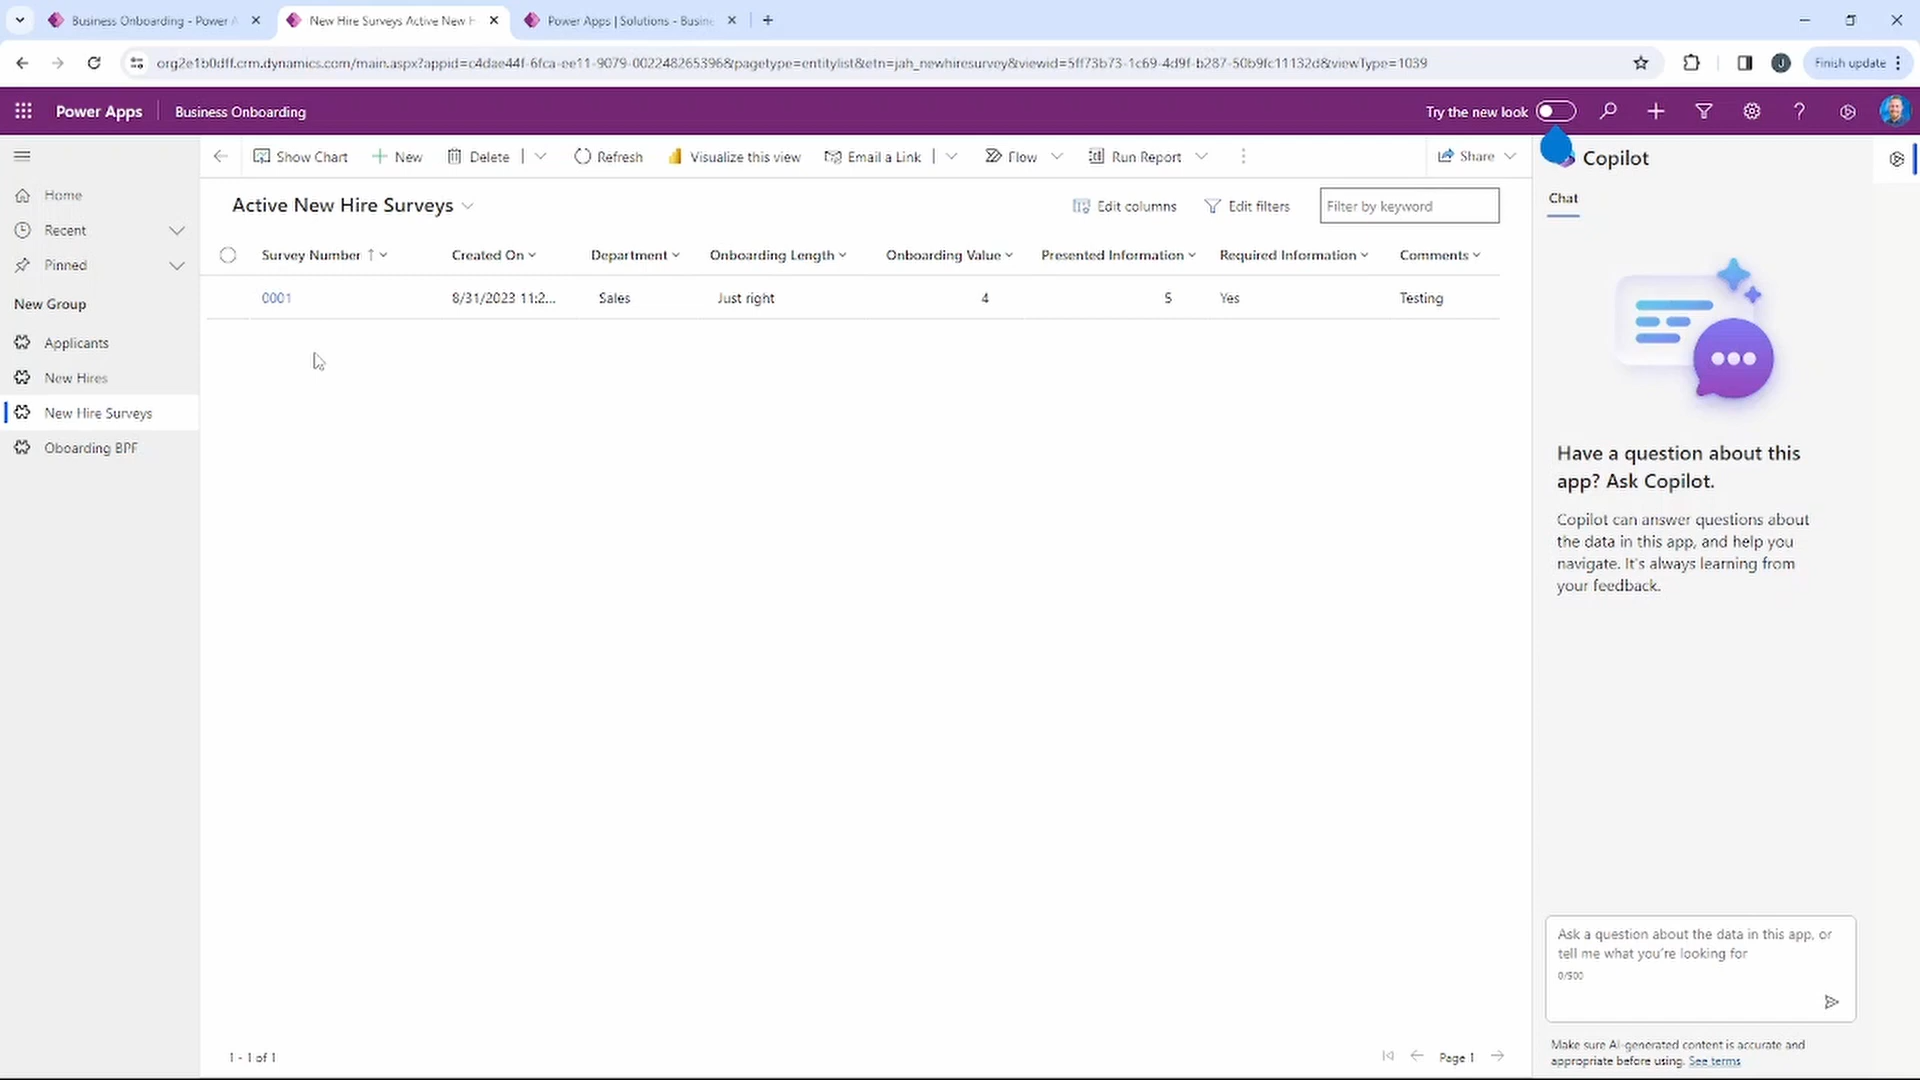 Business Onboarding - Power A
New Hire Surveys Active New H
Power Apps | Solutions - Busine
org2e1b0dff.crm.dynamics.com/main.aspx?appid=c4dae44f-6fca-ee11-9079-002248265396&pagetype=entitylist&etn=jah_newhiresurvey&viewid=5ff73b73-1c69-4d9f-b287-50b9fc11132d&viewType=1039
J
Finish update
Power Apps
Business Onboarding
Try the new look
Show Chart
New
Delete
Refresh
Visualize this view
Email a Link
Flow
Run Report
Share
Copilot
Home
Recent
Pinned
New Group
Applicants
New Hires
New Hire Surveys
Oboarding BPF
Active New Hire Surveys
Edit columns
Edit filters
Filter by keyword
Survey Number Created On Department Onboarding Length Onboarding Value Presented Information Required Information Comments
0001 8/31/2023 11:2... Sales Just right 4 5 Yes Testing
1 - 1 of 1
Page 1
Chat
Have a question about this
app? Ask Copilot.
Copilot can answer questions about
the data in this app, and help you
navigate. It's always learning from
your feedback.
Ask a question about the data in this app, or
tell me what you're looking for
0/500
Make sure AI-generated content is accurate and
appropriate before using. See terms